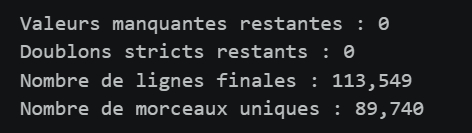 Valeurs manquantes restantes : 0
Doublons stricts restants : 0
Nombre de lignes finales : 113,549
Nombre de morceaux uniques : 89,740